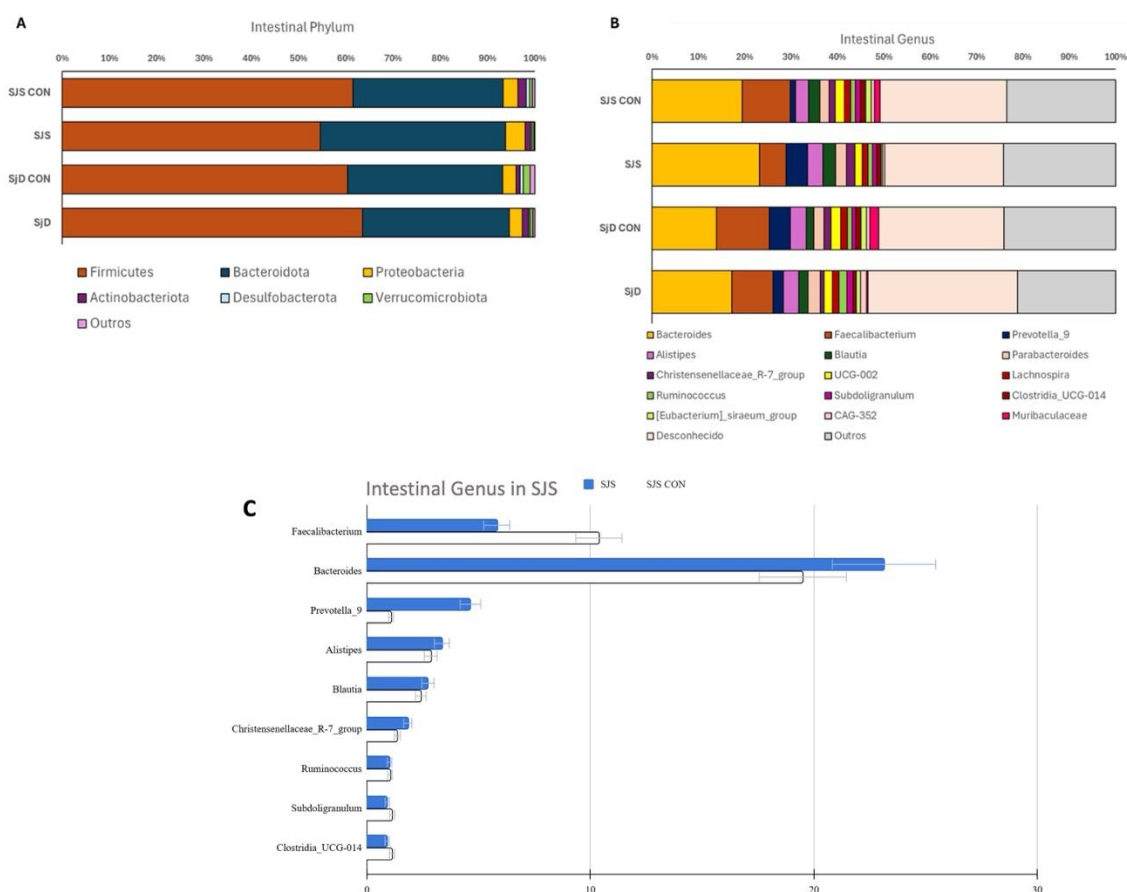 A
Intestinal Phylum
0% 10% 20% 30% 40% 50% 60% 70% 80% 90% 100%
SJS CON
SJS
SjD CON
SjD
Firmicutes Bacteroidota Proteobacteria
Actinobacteriota Desulfobacterota Verrucomicrobiota
Outros
B
Intestinal Genus
0% 10% 20% 30% 40% 50% 60% 70% 80% 90% 100%
SJS CON
SJS
SjD CON
SjD
Bacteroides Faecalibacterium Prevotella_9
Alistipes Blautia Parabacteroides
Christensenellaceae_R-7_group UCG-002 Lachnospira
Ruminococcus Subdoligranulum Clostridia_UCG-014
[Eubacterium]_siraeum_group CAG-352 Muribaculaceae
Desconhecido Outros
C
Intestinal Genus in SJS SJS SJS CON
Faecalibacterium
Bacteroides
Prevotella_9
Alistipes
Blautia
Christensenellaceae_R-7_group
Ruminococcus
Subdoligranulum
Clostridia_UCG-014
0 10 20 30